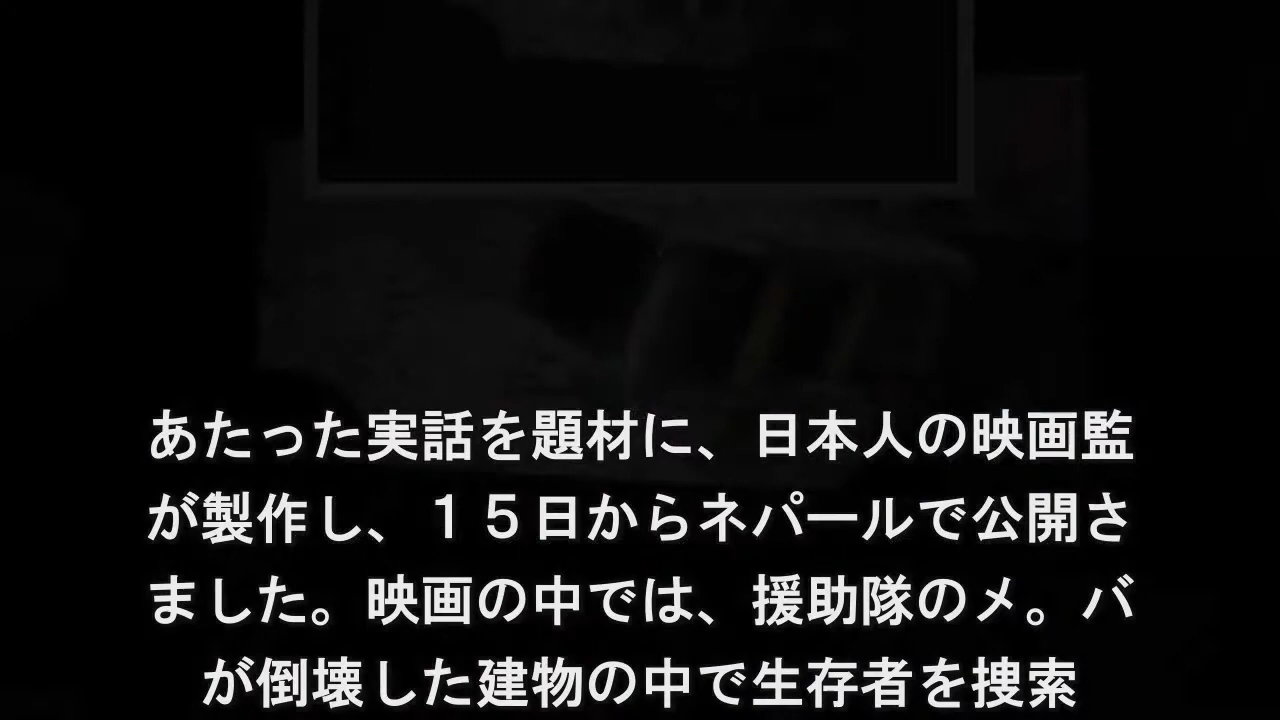 あたった実話を題材に、日本人の映画監
が製作し、１５日からネパールで公開さ
ました。映画の中では、援助隊のメ。バ
が倒壊した建物の中で生存者を捜索